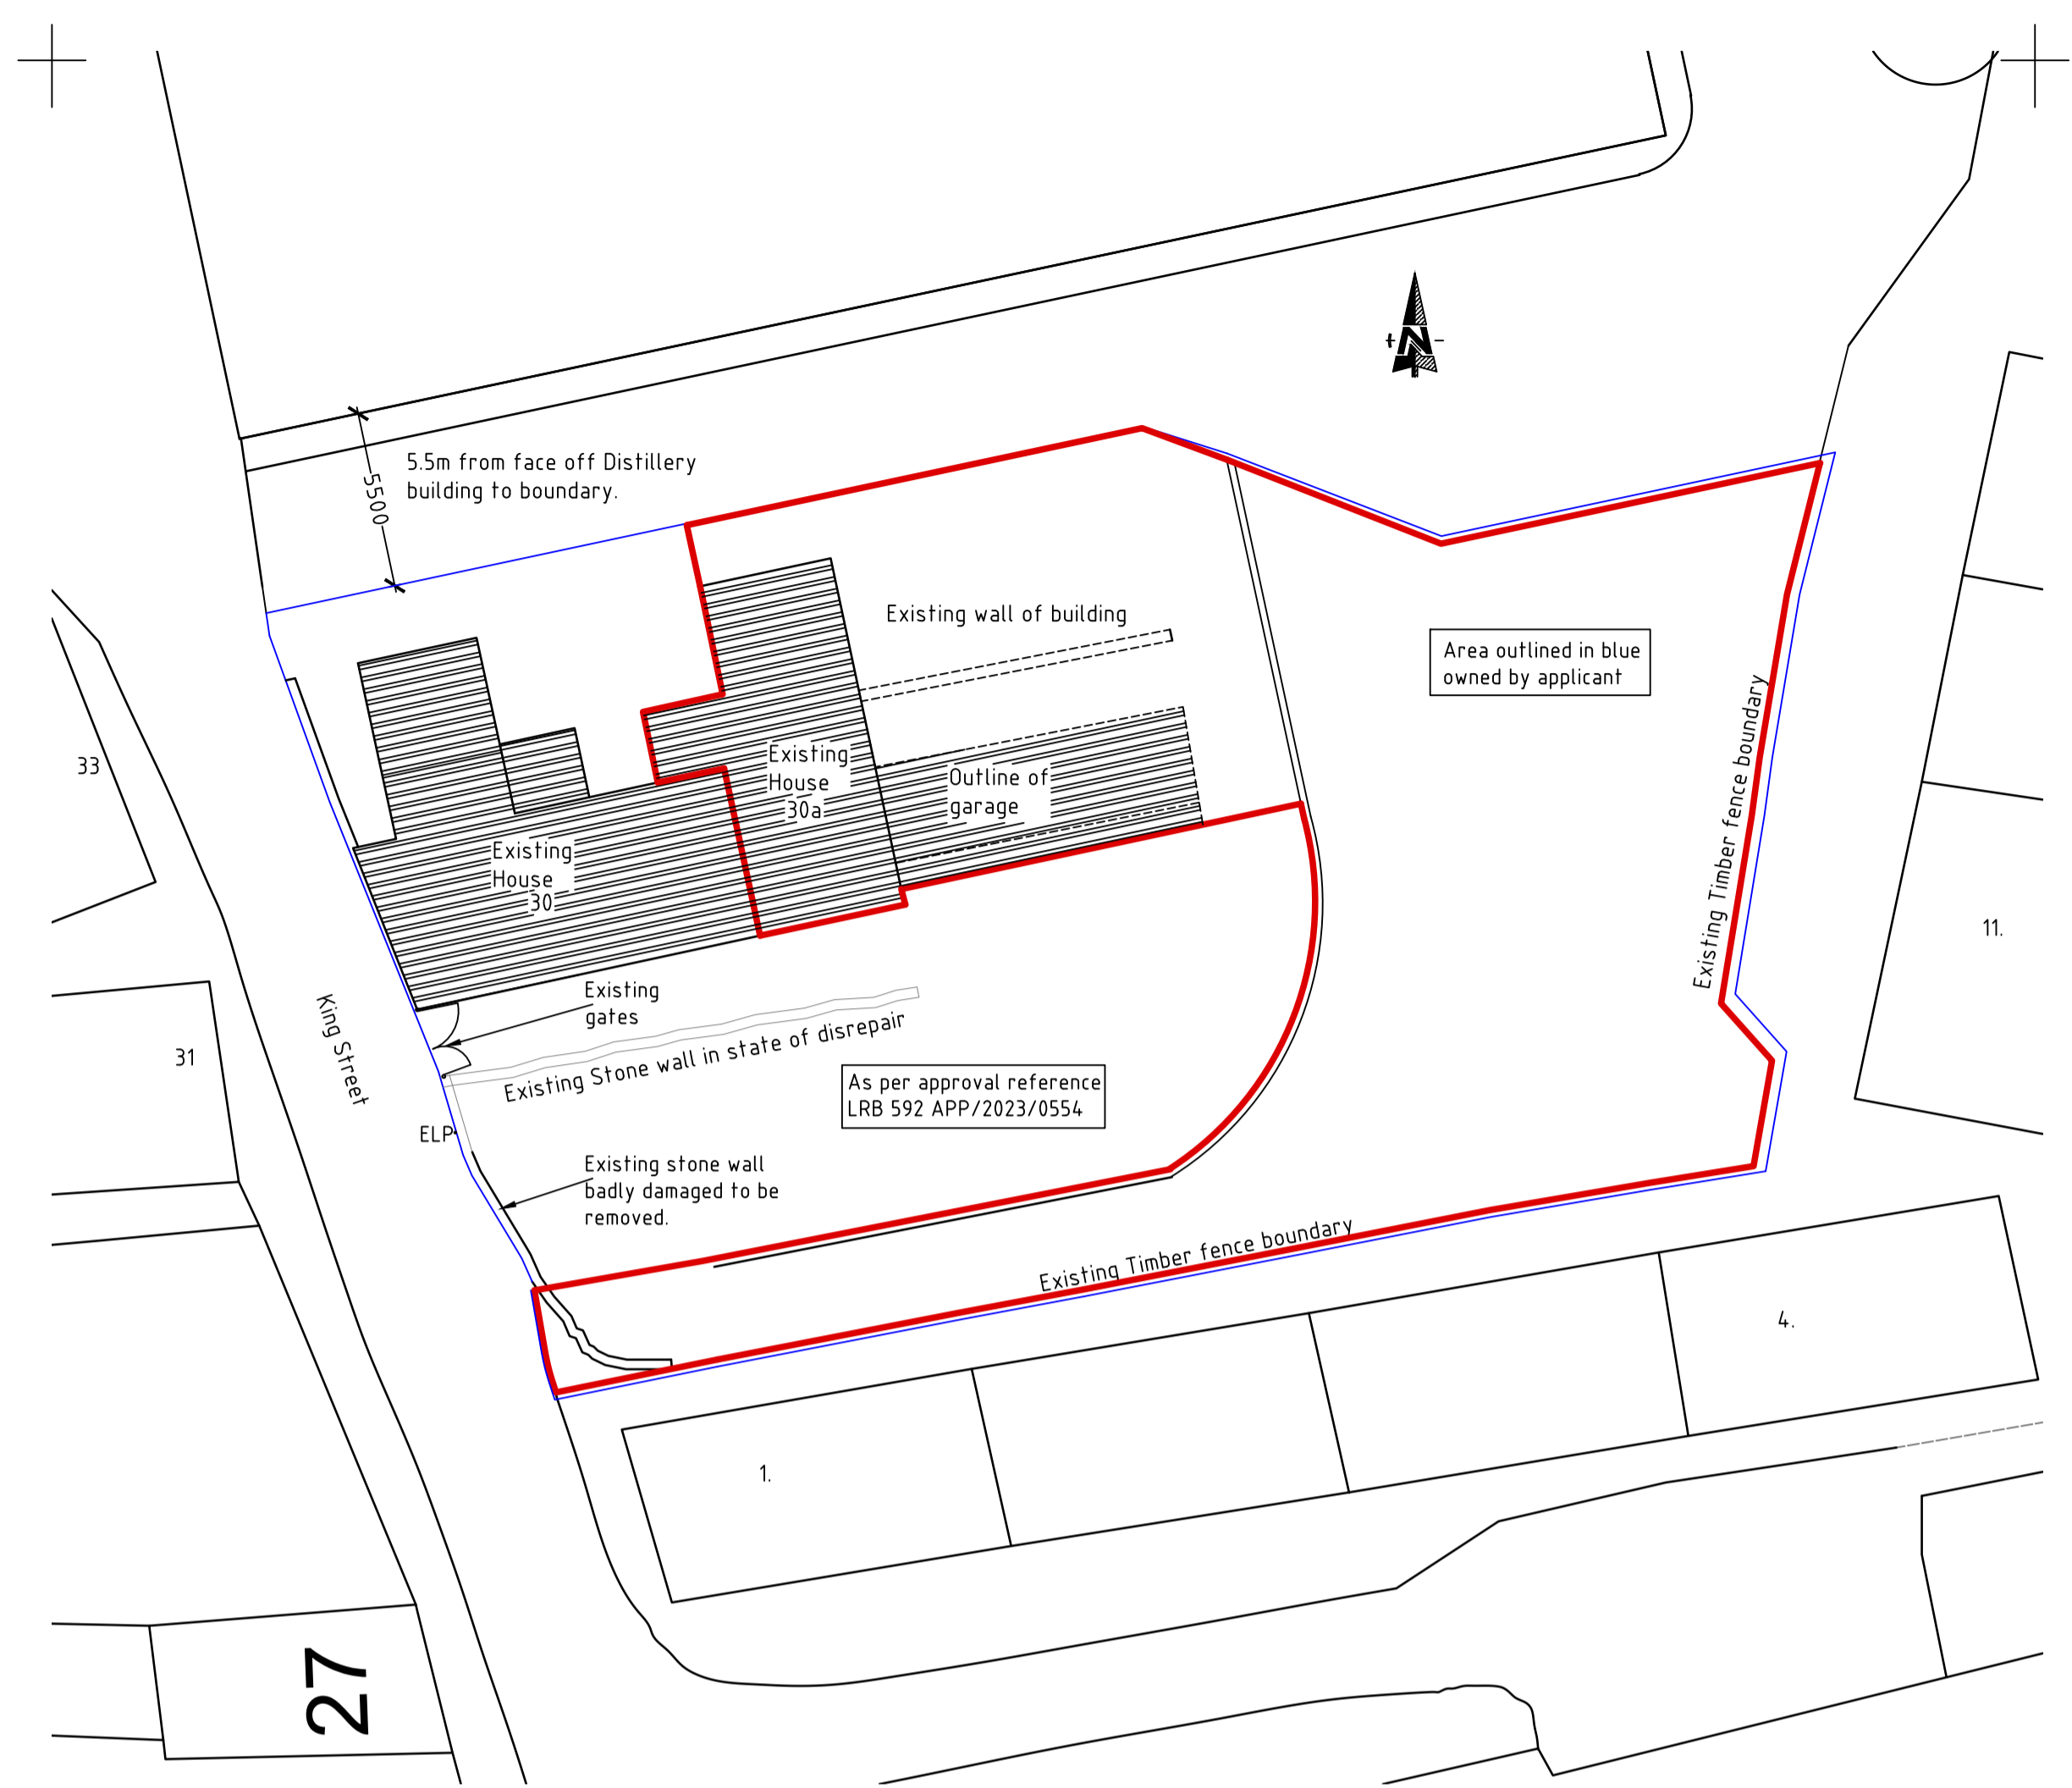 N
5.5m from face off Distillery
building to boundary.
5500
Existing wall of building
Area outlined in blue
owned by applicant
Existing Timber fence boundary
33
Existing
House
30a
Outline of
garage
Existing
House
30
11.
Existing
gates
King Street
31
Existing Stone wall in state of disrepair
As per approval reference
LRB 592 APP/2023/0554
ELP
Existing stone wall
badly damaged to be
removed.
Existing Timber fence boundary
4.
1.
27